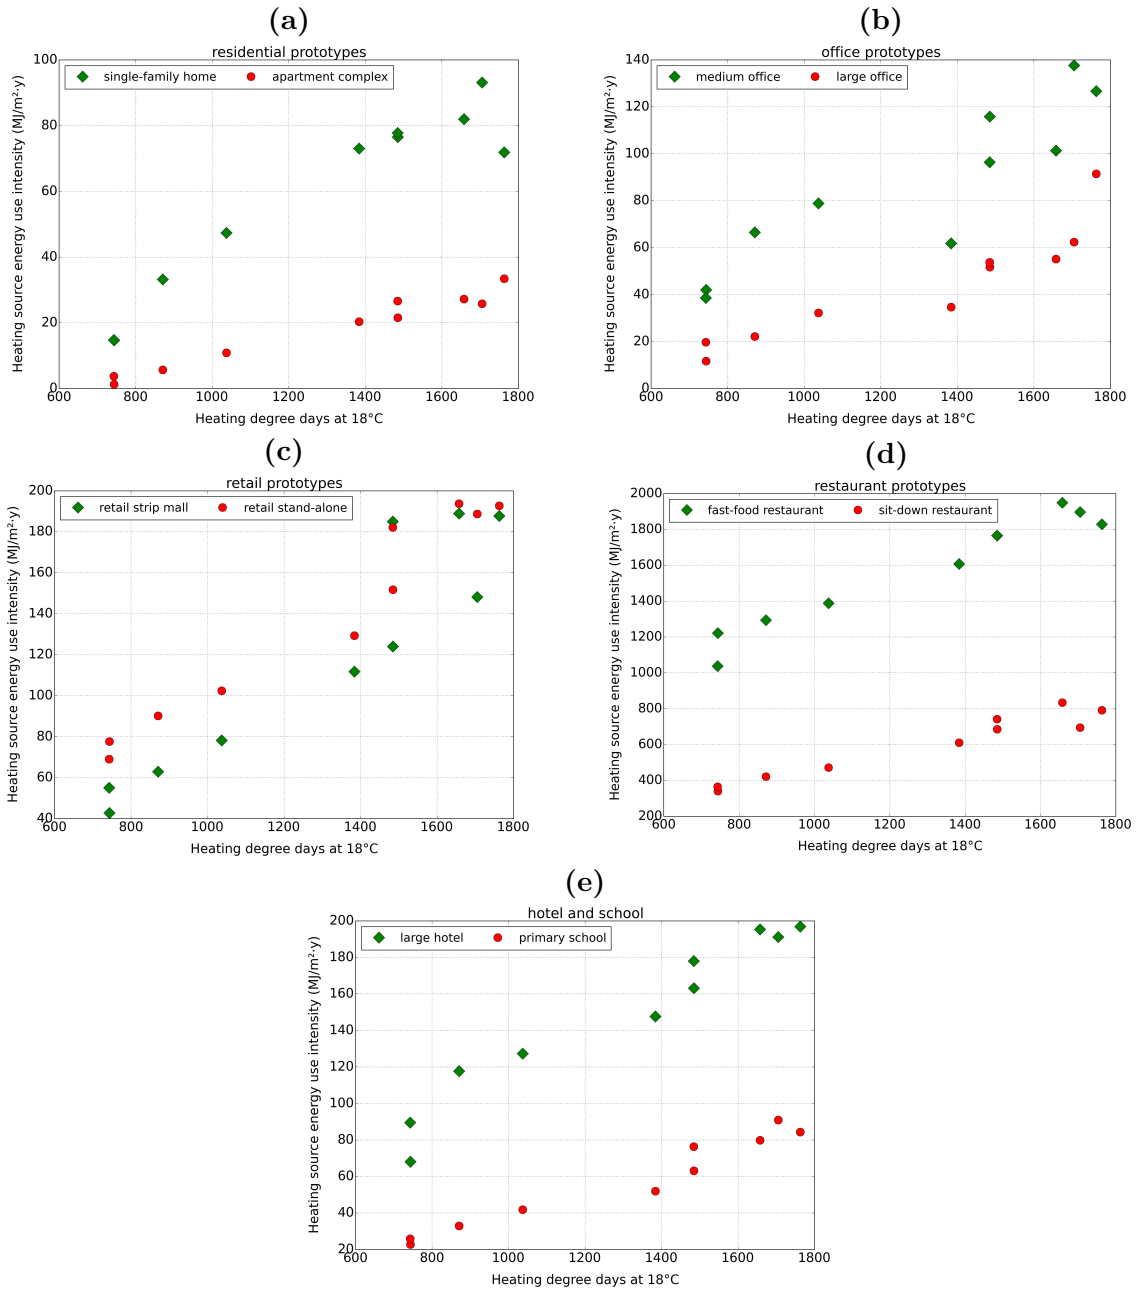 (a)
residential prototypes
single-family home
apartment complex
Heating source energy use intensity (MJ/m²·y)
100
80
60
40
20
0
600 800 1000 1200 1400 1600 1800
Heating degree days at 18°C
(b)
office prototypes
medium office
large office
Heating source energy use intensity (MJ/m²·y)
140
120
100
80
60
40
20
0
600 800 1000 1200 1400 1600 1800
Heating degree days at 18°C
(c)
retail prototypes
retail strip mall
retail stand-alone
Heating source energy use intensity (MJ/m²·y)
200
180
160
140
120
100
80
60
40
600 800 1000 1200 1400 1600 1800
Heating degree days at 18°C
(d)
restaurant prototypes
fast-food restaurant
sit-down restaurant
Heating source energy use intensity (MJ/m²·y)
2000
1800
1600
1400
1200
1000
800
600
400
200
600 800 1000 1200 1400 1600 1800
Heating degree days at 18°C
(e)
hotel and school
large hotel
primary school
Heating source energy use intensity (MJ/m²·y)
200
180
160
140
120
100
80
60
40
20
600 800 1000 1200 1400 1600 1800
Heating degree days at 18°C